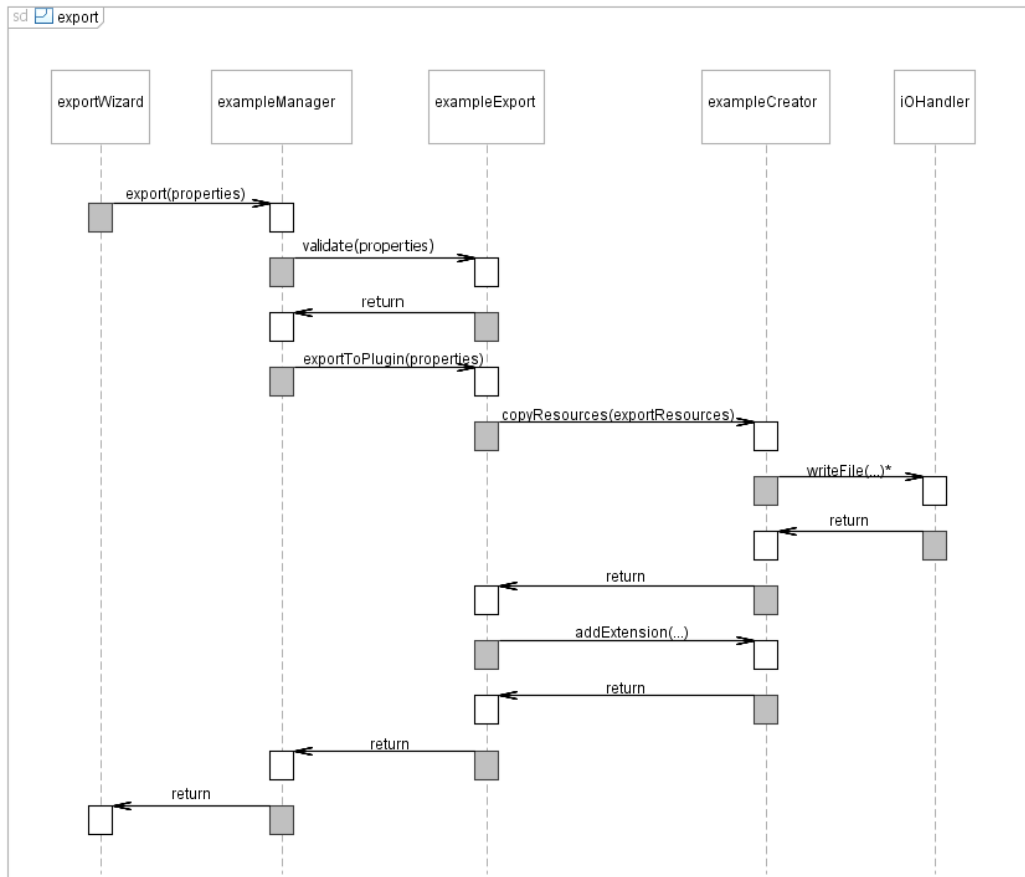 sd export
exportWizard exampleManager exampleExport exampleCreator iOHandler
export(properties)
validate(properties)
return
exportToPlugin(properties)
copyResources(exportResources)
writeFile(...)*
return
return
addExtension(...)
return
return
return